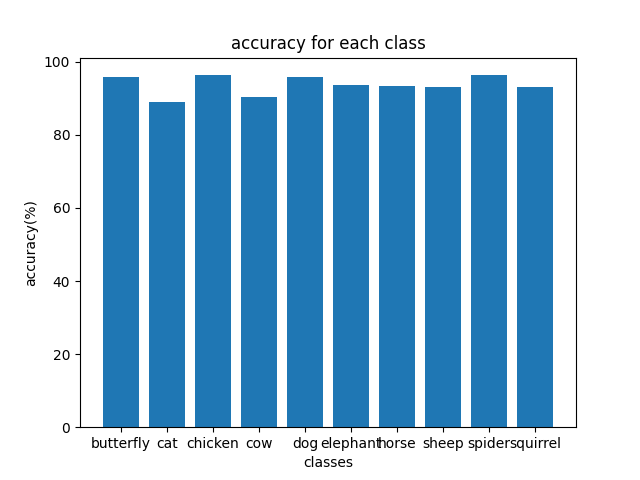 accuracy for each class
100
80
60
40
20
0
accuracy(%)
butterfly cat chicken cow dog elephant horse sheep spider squirrel
classes